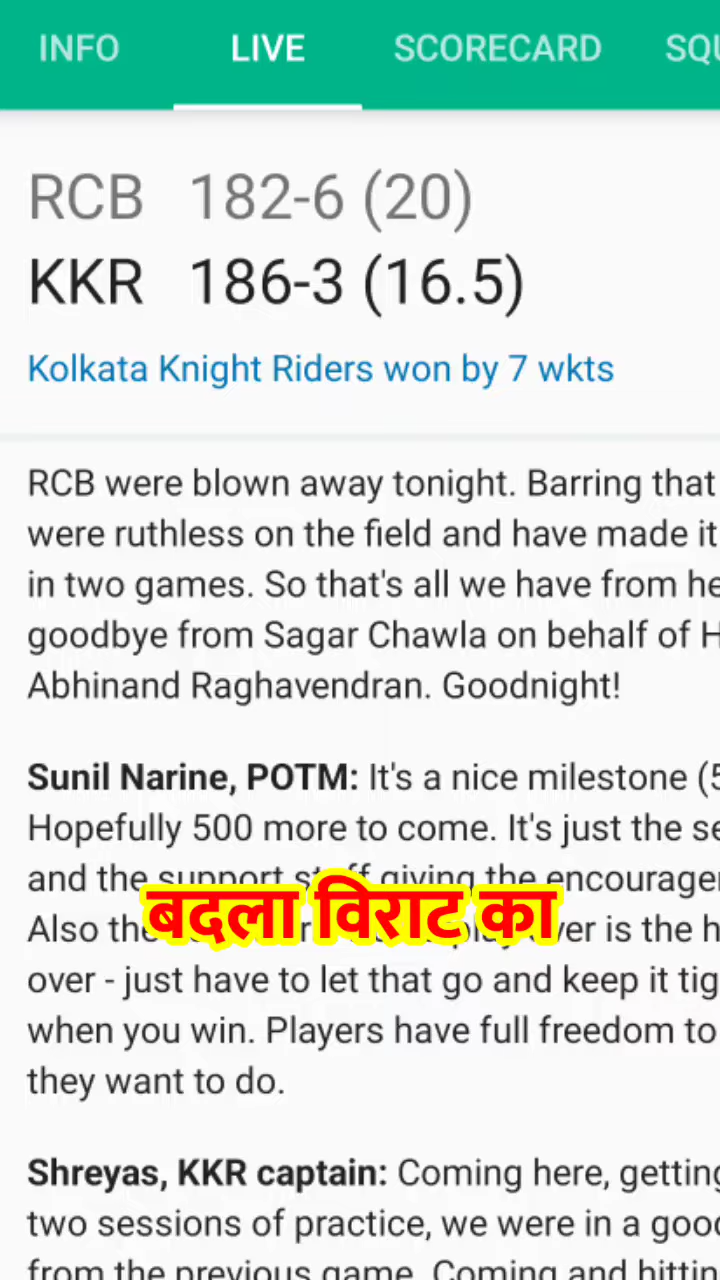 INFO LIVE SCORECARD SQU
RCB 182-6 (20)
KKR 186-3 (16.5)
Kolkata Knight Riders won by 7 wkts
RCB were blown away tonight. Barring that
were ruthless on the field and have made it
in two games. So that's all we have from he
goodbye from Sagar Chawla on behalf of H
Abhinand Raghavendran. Goodnight!
Sunil Narine, POTM: It's a nice milestone (5
Hopefully 500 more to come. It's just the se
and the support staff giving the encourage
बदला विराट का
Also the er is the h
over - just have to let that go and keep it tig
when you win. Players have full freedom to
they want to do.
Shreyas, KKR captain: Coming here, getting
two sessions of practice, we were in a good
from the previous game. Coming and hittin